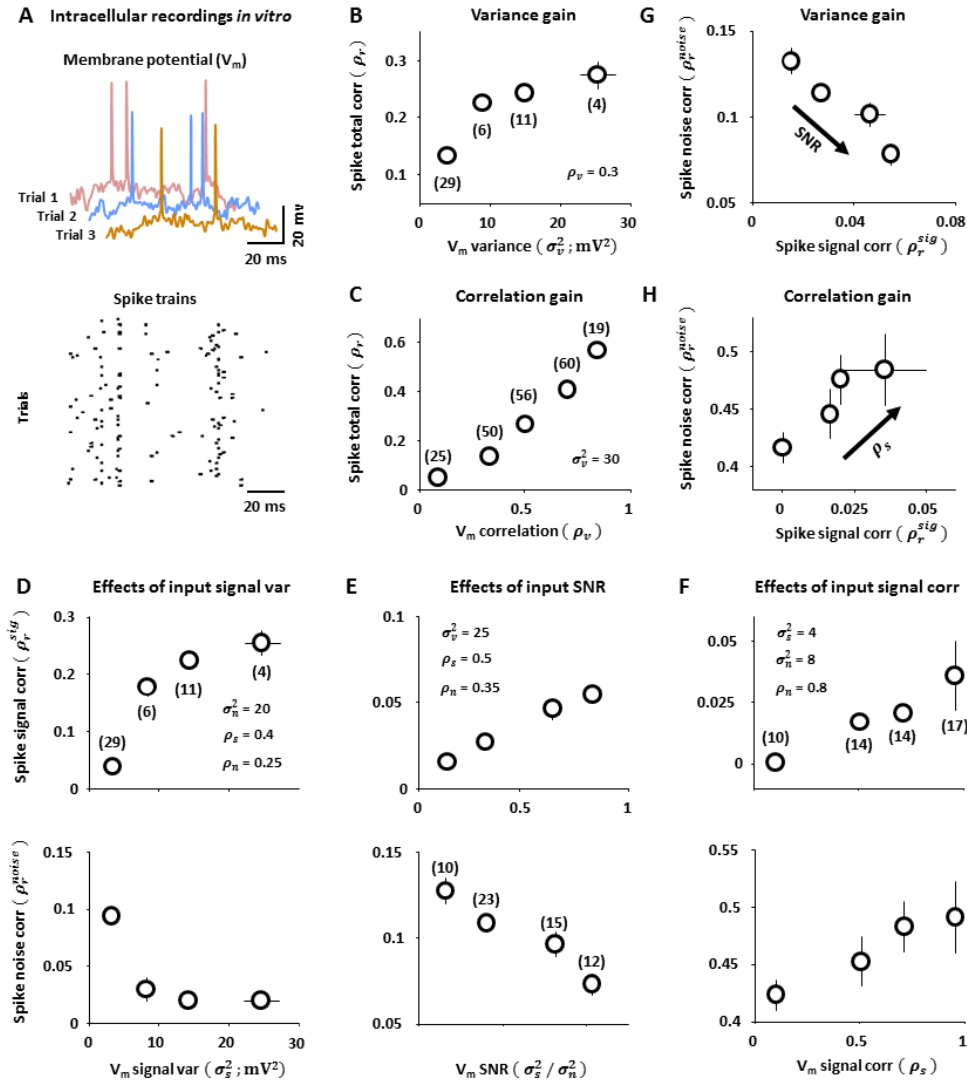 A Intracellular recordings in vitro
Membrane potential (Vm)
Trial 1
Trial 2
Trial 3
20 mv
20 ms
Spike trains
Trials
20 ms
B Variance gain
Spike total corr ( ρr)
0.3
0.2
0.1
(29)
(6)
(11)
(4)
ρv = 0.3
0 10 20 30
Vm variance ( σv² ; mV²)
C Correlation gain
Spike total corr ( ρr)
0.6
0.4
0.2
0
(25)
(50)
(56)
(60)
(19)
σv² = 30
0 0.5 1
Vm correlation ( ρv )
G Variance gain
Spike noise corr ( ρr^noise)
0.15
0.1
0.05
SNR
0 0.04 0.08
Spike signal corr ( ρr^sig )
H Correlation gain
Spike noise corr ( ρr^noise)
0.5
0.45
0.4
ρs
0 0.025 0.05
Spike signal corr ( ρr^sig )
D Effects of input signal var
Spike signal corr ( ρr^sig)
0.3
0.2
0.1
0
(29)
(6)
(11)
(4)
σn² = 20
ρs = 0.4
ρn = 0.25
Spike noise corr ( ρr^noise)
0.15
0.1
0.05
0
0 10 20 30
Vm signal var ( σs² ; mV²)
E Effects of input SNR
0.1
0.05
0
σv² = 25
ρs = 0.5
ρn = 0.35
0 0.5 1
0.15
0.1
0.05
(10)
(23)
(15)
(12)
Vm SNR ( σs² / σn² )
F Effects of input signal corr
0.05
0.025
0
σs² = 4
σn² = 8
ρn = 0.8
(10)
(14)
(14)
(17)
0.55
0.5
0.45
0.4
0 0.5 1
Vm signal corr ( ρs )